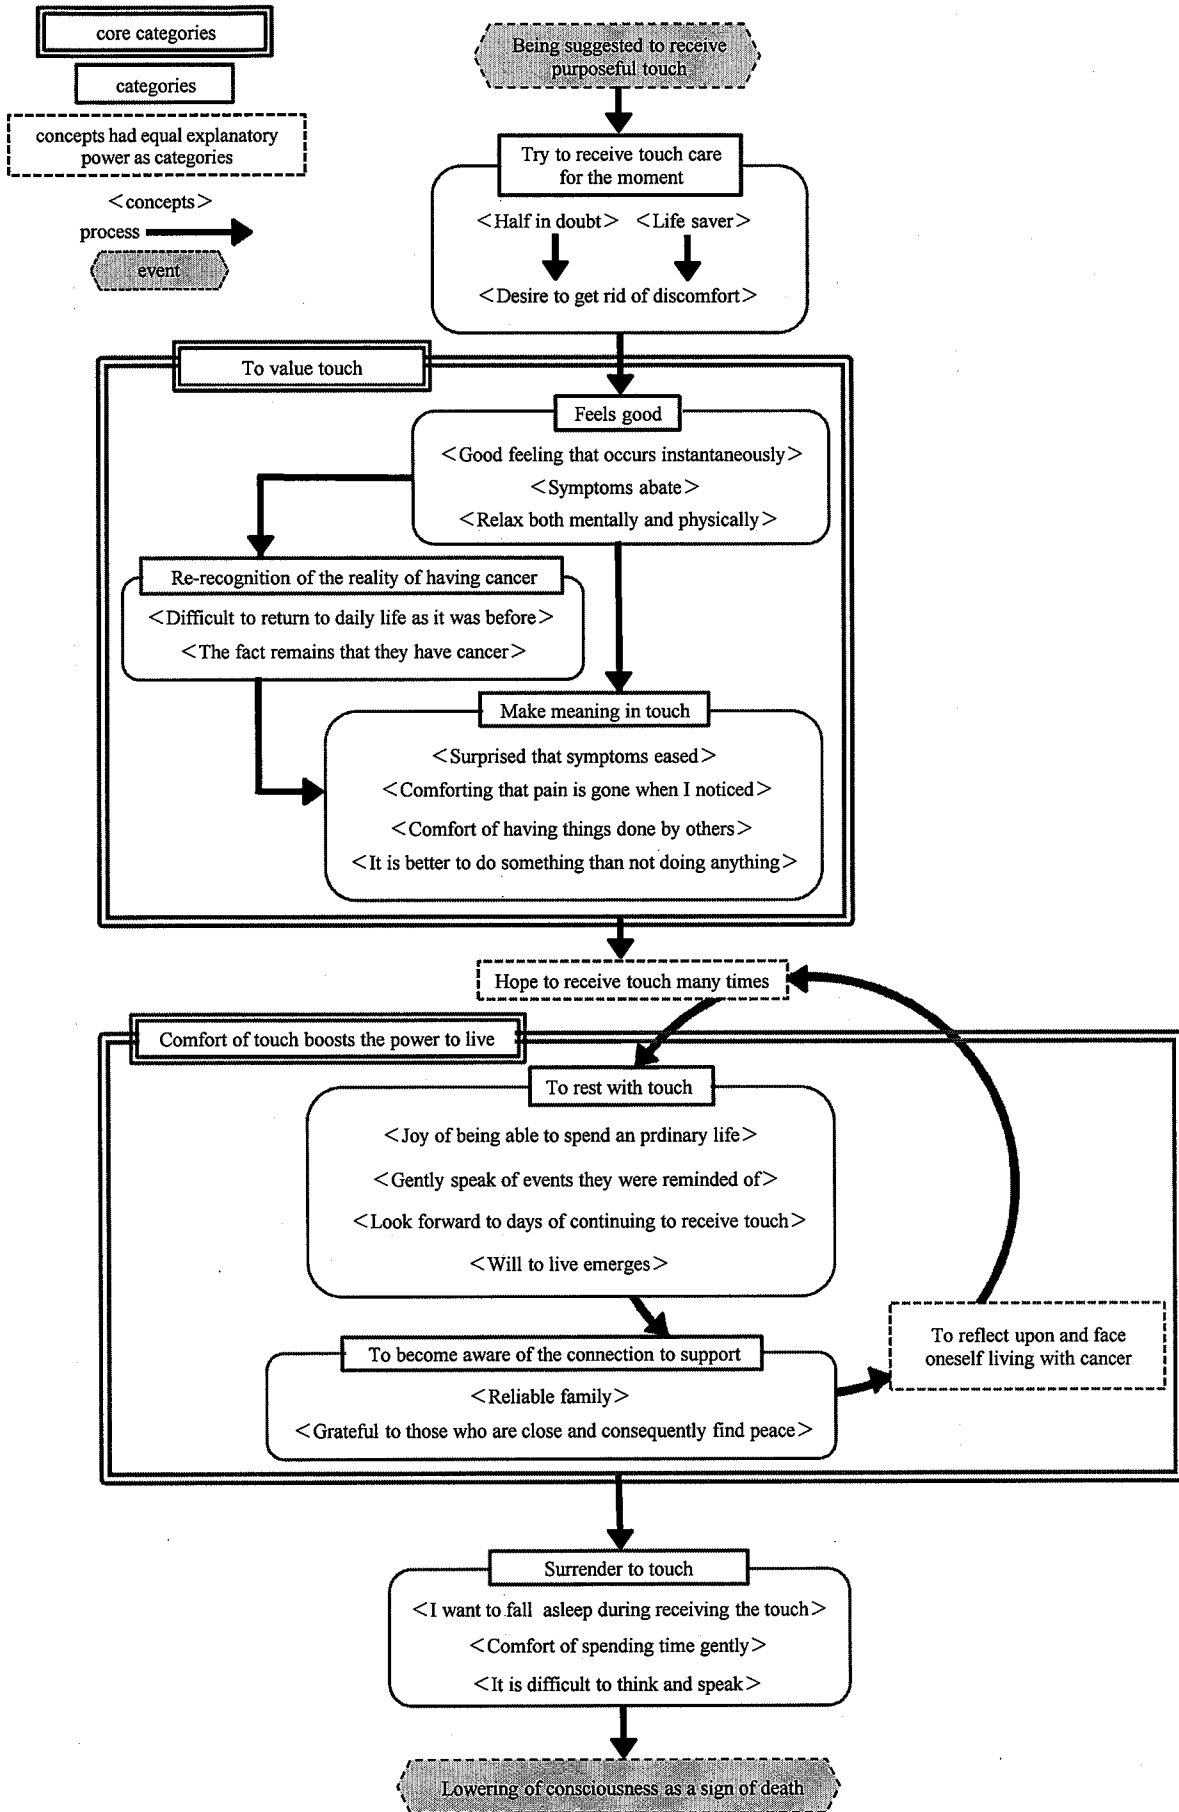 core categories
categories
concepts had equal explanatory
power as categories
<concepts>
process
event
Being suggested to receive
purposeful touch
Try to receive touch care
for the moment
<Half in doubt> <Life saver>
<Desire to get rid of discomfort>
To value touch
Feels good
<Good feeling that occurs instantaneously>
<Symptoms abate>
<Relax both mentally and physically>
Re-recognition of the reality of having cancer
<Difficult to return to daily life as it was before>
<The fact remains that they have cancer>
Make meaning in touch
<Surprised that symptoms eased>
<Comforting that pain is gone when I noticed>
<Comfort of having things done by others>
<It is better to do something than not doing anything>
Hope to receive touch many times
Comfort of touch boosts the power to live
To rest with touch
<Joy of being able to spend an prdinary life>
<Gently speak of events they were reminded of>
<Look forward to days of continuing to receive touch>
<Will to live emerges>
To reflect upon and face
oneself living with cancer
To become aware of the connection to support
<Reliable family>
<Grateful to those who are close and consequently find peace>
Surrender to touch
<I want to fall asleep during receiving the touch>
<Comfort of spending time gently>
<It is difficult to think and speak>
Lowering of consciousness as a sign of death